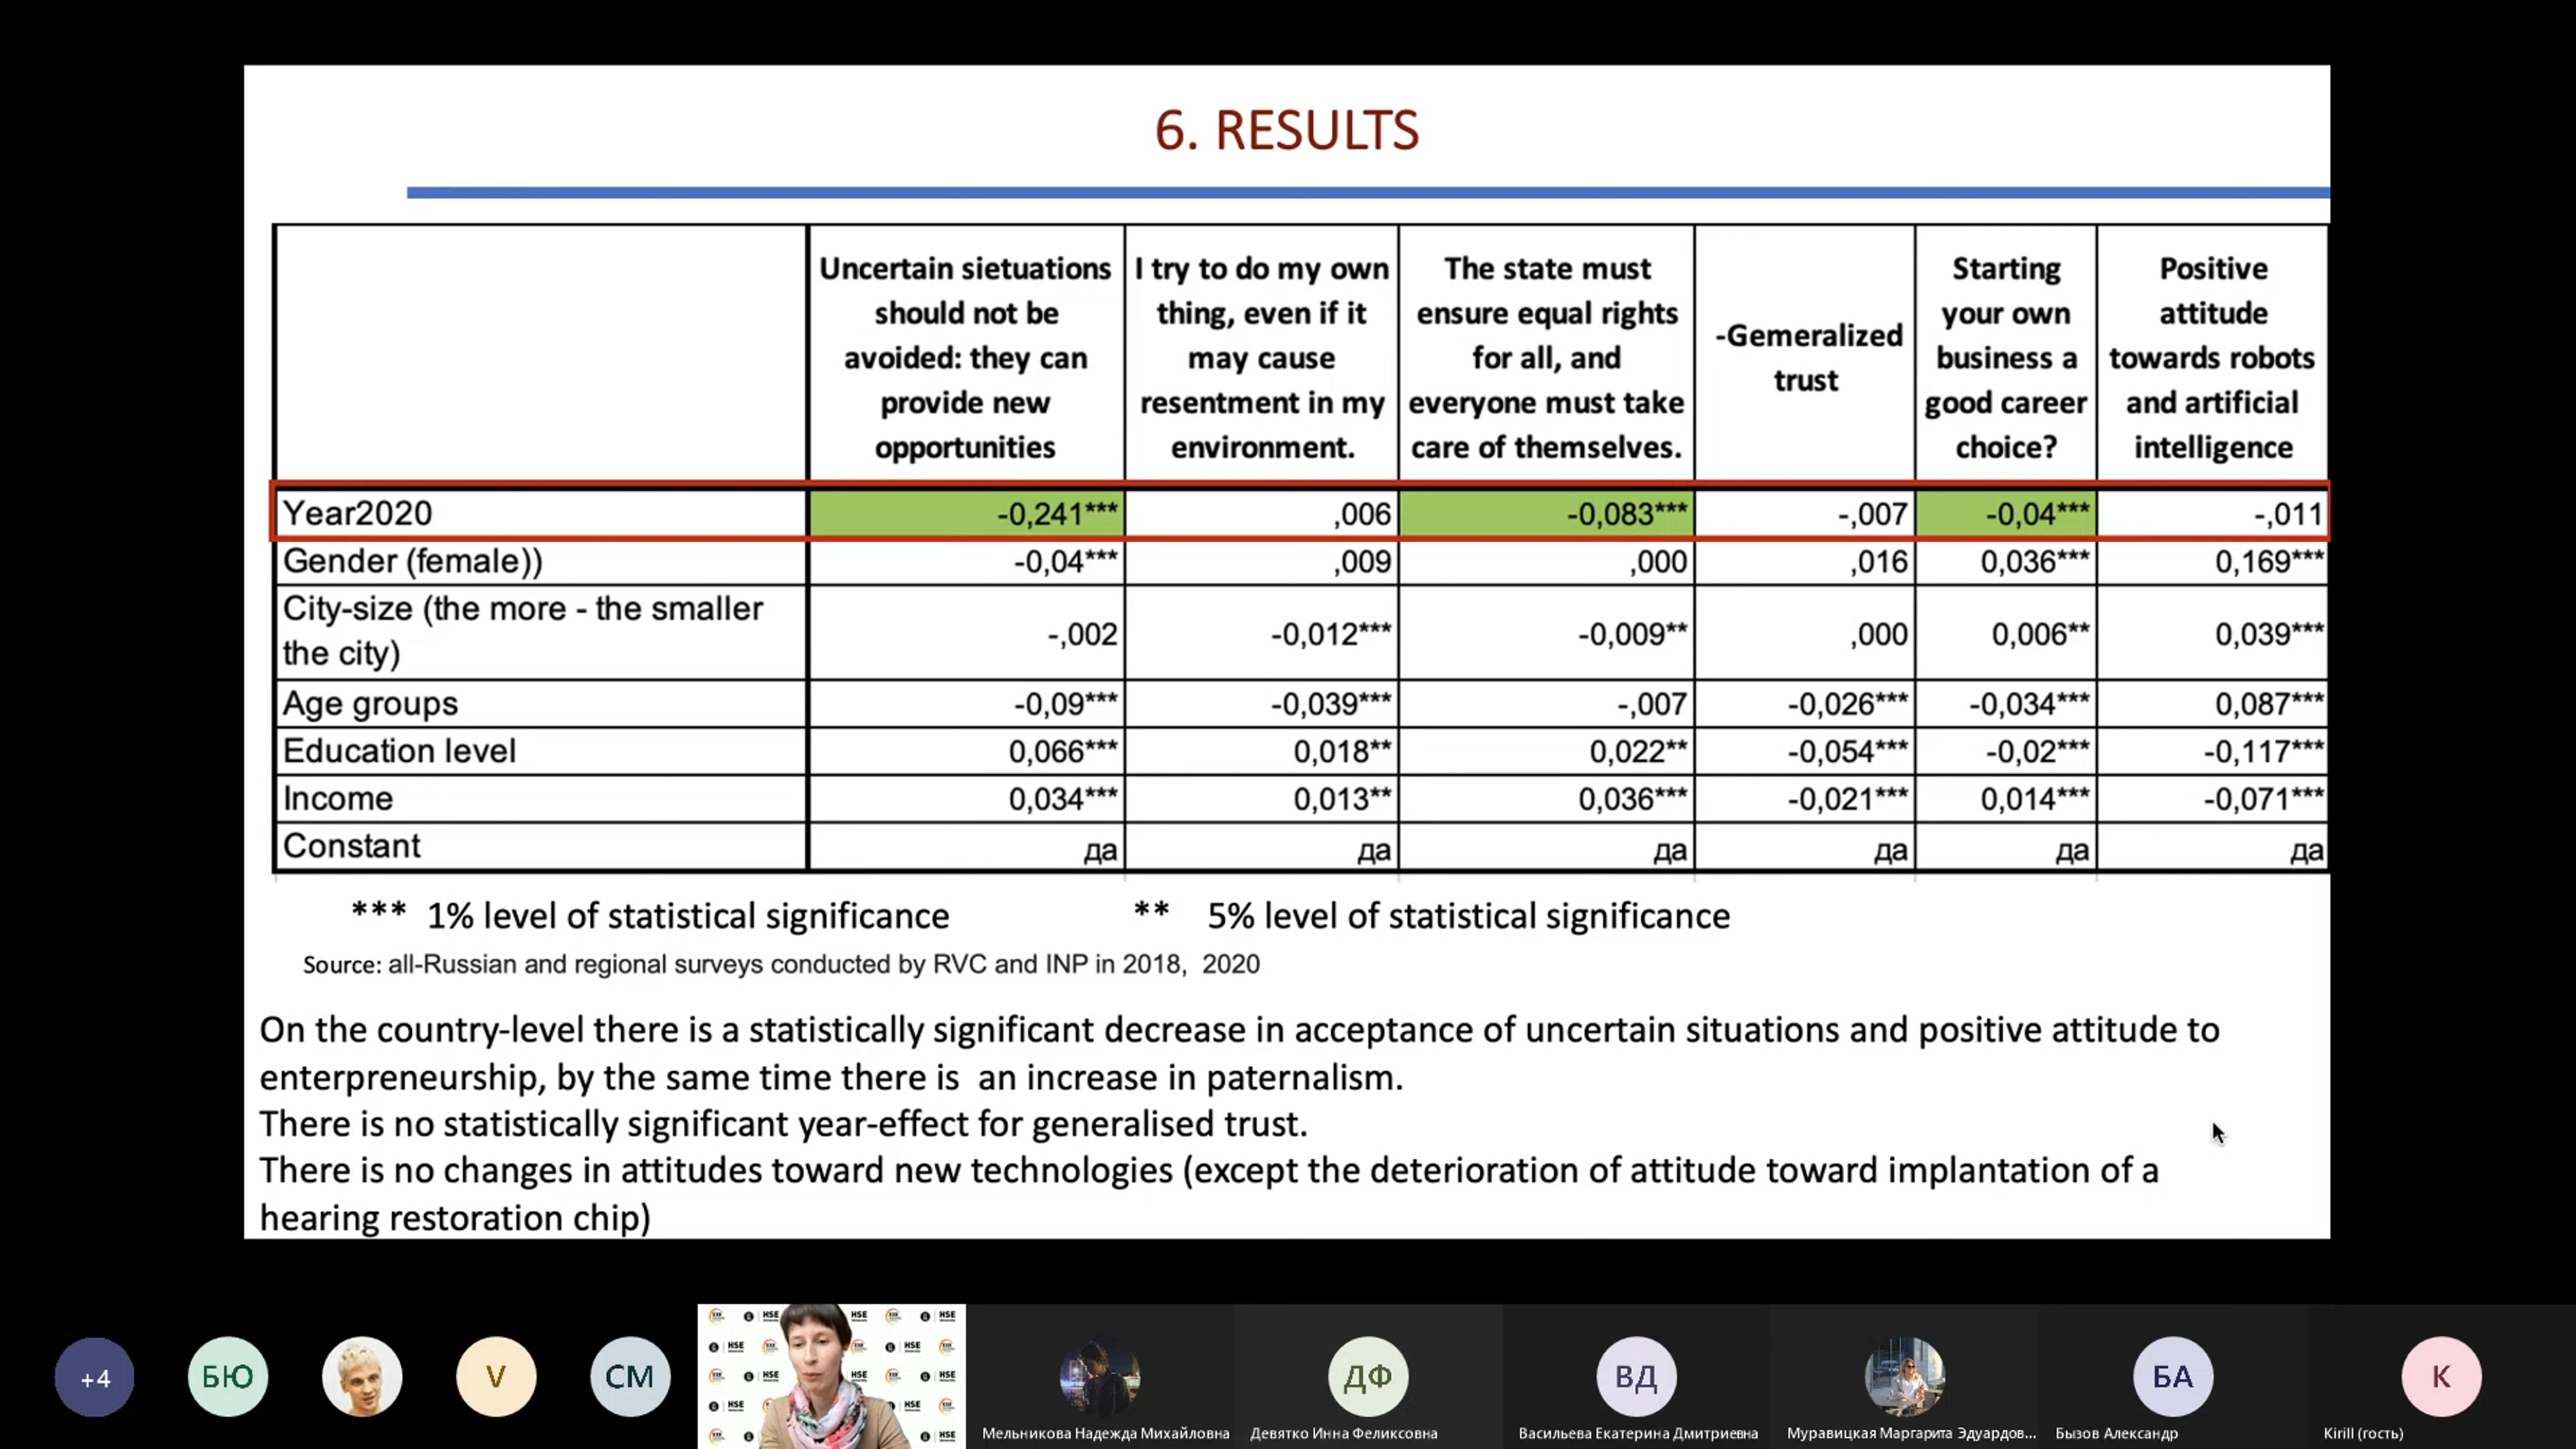 6. RESULTS
Uncertain sietuations
should not be
avoided: they can
provide new
opportunities
I try to do my own
thing, even if it
may cause
resentment in my
environment.
The state must
ensure equal rights
for all, and
everyone must take
care of themselves.
-Gemeralized
trust
Starting
your own
business a
good career
choice?
Positive
attitude
towards robots
and artificial
intelligence
Year2020 -0,241*** ,006 -0,083*** -,007 -0,04*** -,011
Gender (female)) -0,04*** ,009 ,000 ,016 0,036*** 0,169***
City-size (the more - the smaller
the city) -,002 -0,012*** -0,009** ,000 0,006** 0,039***
Age groups -0,09*** -0,039*** -,007 -0,026*** -0,034*** 0,087***
Education level 0,066*** 0,018** 0,022** -0,054*** -0,02*** -0,117***
Income 0,034*** 0,013** 0,036*** -0,021*** 0,014*** -0,071***
Constant да да да да да да
*** 1% level of statistical significance ** 5% level of statistical significance
Source: all-Russian and regional surveys conducted by RVC and INP in 2018, 2020
On the country-level there is a statistically significant decrease in acceptance of uncertain situations and positive attitude to
enterpreneurship, by the same time there is an increase in paternalism.
There is no statistically significant year-effect for generalised trust.
There is no changes in attitudes toward new technologies (except the deterioration of attitude toward implantation of a
hearing restoration chip)
+4
БЮ
V
СМ
HSE
ДФ
ВД
БА
K
Мельникова Надежда Михайловна
Девятко Инна Феликсовна
Васильева Екатерина Дмитриевна
Муравицкая Маргарита Эдуардов...
Бызов Александр
Kirill (гость)